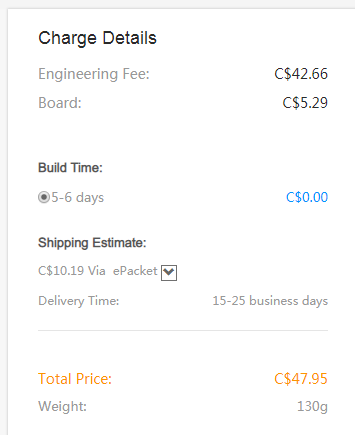 Charge Details
Engineering Fee: C$42.66
Board: C$5.29
Build Time:
5-6 days C$0.00
Shipping Estimate:
C$10.19 Via ePacket
Delivery Time: 15-25 business days
Total Price: C$47.95
Weight: 130g